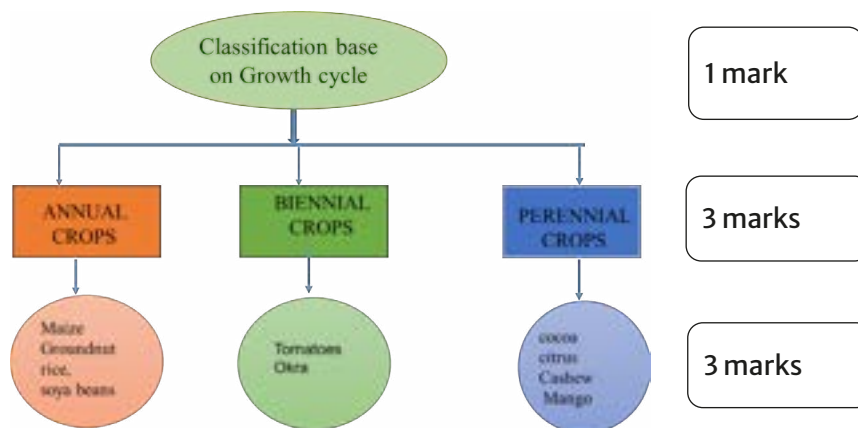 Classification base
on Growth cycle
1 mark
ANNUAL
CROPS
BIENNIAL
CROPS
PERENNIAL
CROPS
3 marks
Maize
Groundnut
rice,
soya beans
Tomatoes
Okra
cocoa
citrus
Cashew
Mango
3 marks